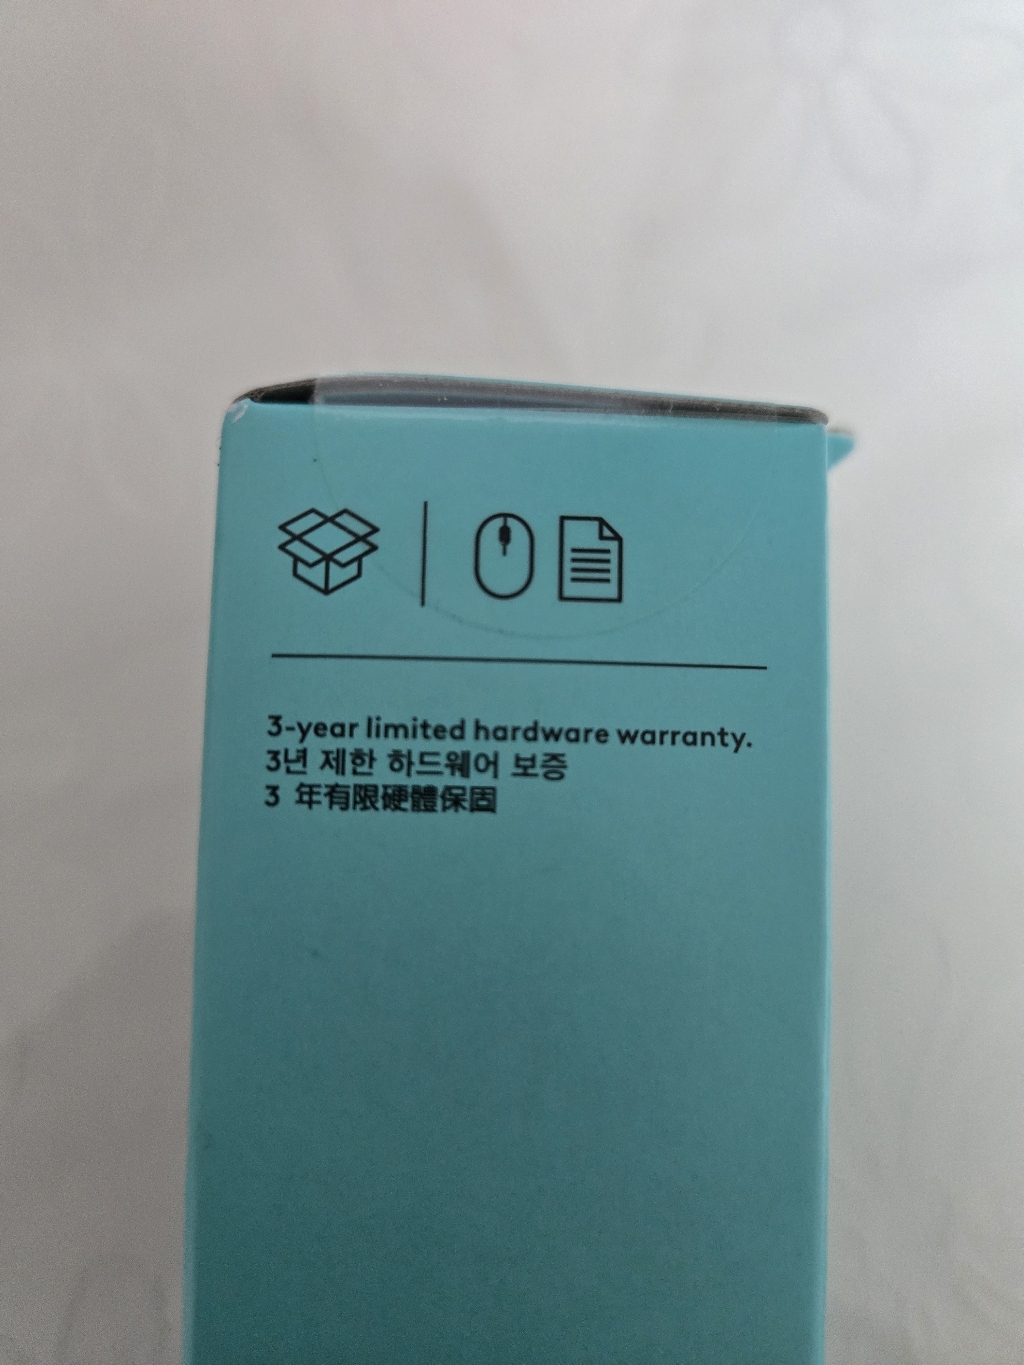 3-year limited hardware warranty.
3년 제한 하드웨어 보증
3 年有限硬體保固